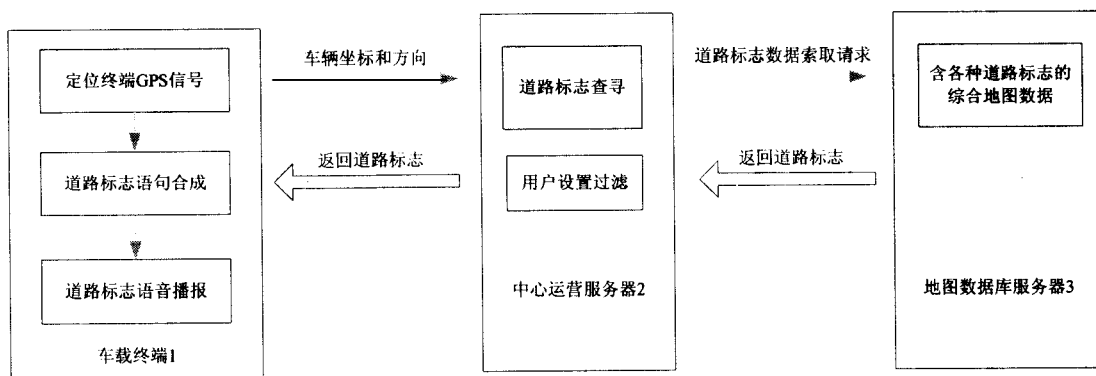 定位终端GPS信号
道路标志语句合成
道路标志语音播报
车载终端1
车辆坐标和方向
返回道路标志
道路标志查寻
用户设置过滤
中心运营服务器2
道路标志数据索取请求
返回道路标志
含各种道路标志的
综合地图数据
地图数据库服务器3